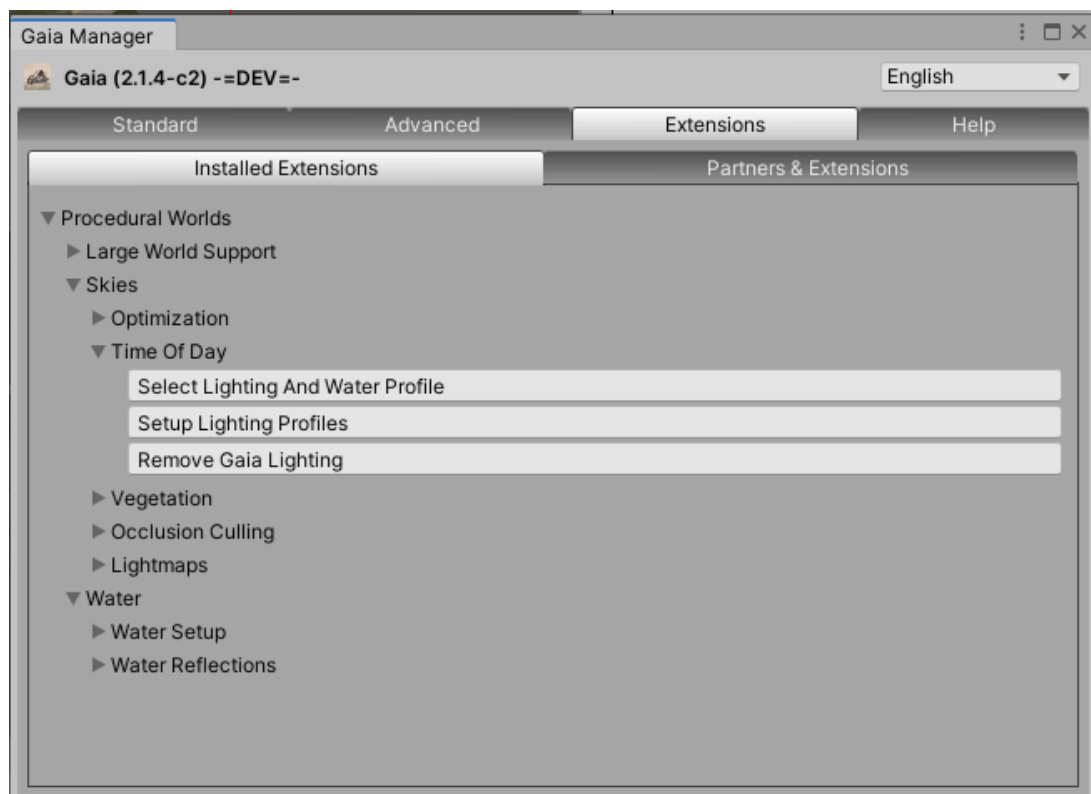 Gaia Manager
Gaia (2.1.4-c2) -=DEV=-
English
Standard
Advanced
Extensions
Help
Installed Extensions
Partners & Extensions
Procedural Worlds
Large World Support
Skies
Optimization
Time Of Day
Select Lighting And Water Profile
Setup Lighting Profiles
Remove Gaia Lighting
Vegetation
Occlusion Culling
Lightmaps
Water
Water Setup
Water Reflections